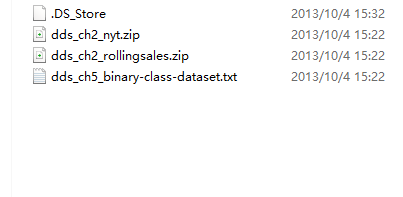 .DS_Store 2013/10/4 15:32
dds_ch2_nyt.zip 2013/10/4 15:22
dds_ch2_rollingsales.zip 2013/10/4 15:22
dds_ch5_binary-class-dataset.txt 2013/10/4 15:22